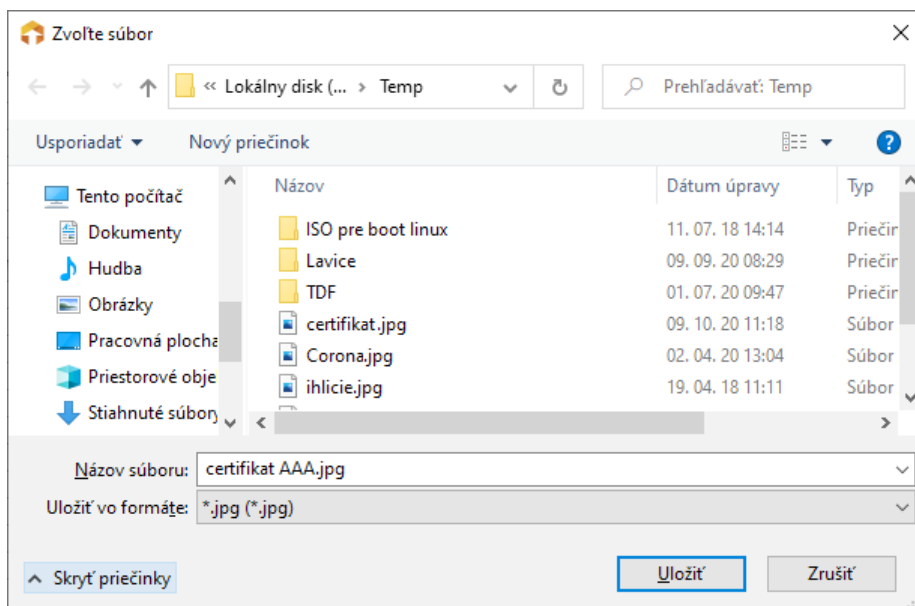 Zvoľte súbor
« Lokálny disk (... › Temp
Prehľadávať: Temp
Usporiadať
Nový priečinok
?
Tento počítač
Dokumenty
Hudba
Obrázky
Pracovná plocha
Priestorové obje
Stiahnuté súbory
Názov Dátum úpravy Typ
ISO pre boot linux 11. 07. 18 14:14 Priečin
Lavice 09. 09. 20 08:29 Priečin
TDF 01. 07. 20 09:47 Priečin
certifikat.jpg 09. 10. 20 11:18 Súbor
Corona.jpg 02. 04. 20 13:04 Súbor
ihlicie.jpg 19. 04. 18 11:11 Súbor
Názov súboru: certifikat AAA.jpg
Uložiť vo formáte: *.jpg (*.jpg)
Skryť priečinky
Uložiť
Zrušiť